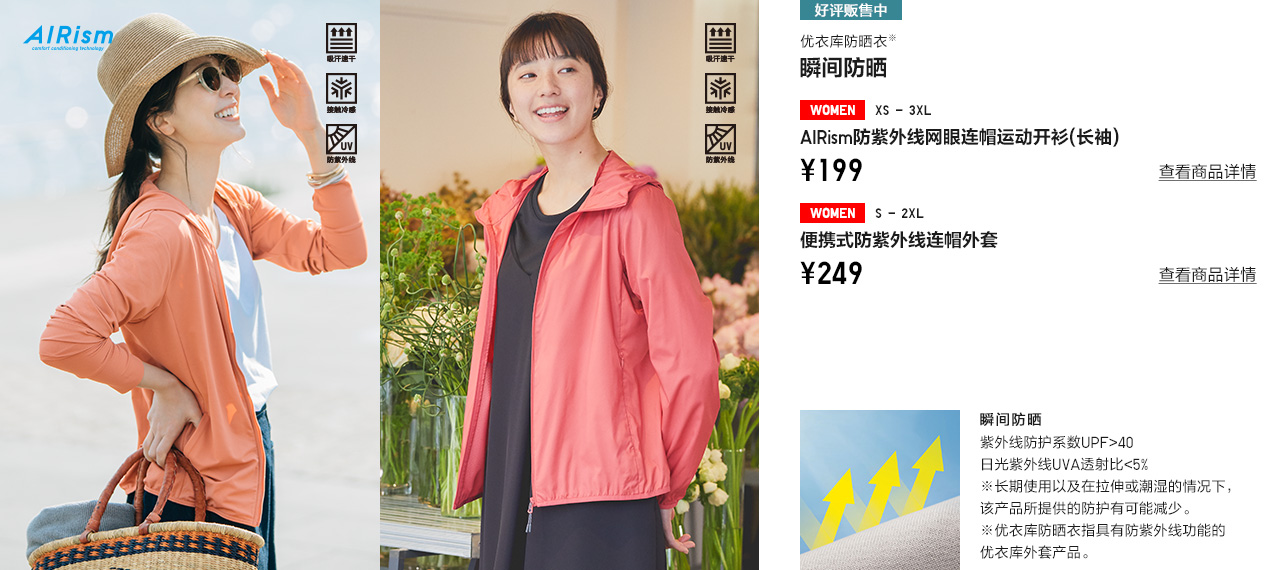 AIRism
comfort conditioning technology
吸汗速干
接触冷感
UV
防紫外线
吸汗速干
接触冷感
UV
防紫外线
好评贩售中
优衣库防晒衣※
瞬间防晒
WOMEN XS - 3XL
AIRism防紫外线网眼连帽运动开衫(长袖)
¥199
查看商品详情
WOMEN S - 2XL
便携式防紫外线连帽外套
¥249
查看商品详情
瞬间防晒
紫外线防护系数UPF>40
日光紫外线UVA透射比<5%
※长期使用以及在拉伸或潮湿的情况下，
该产品所提供的防护有可能减少。
※优衣库防晒衣指具有防紫外线功能的
优衣库外套产品。